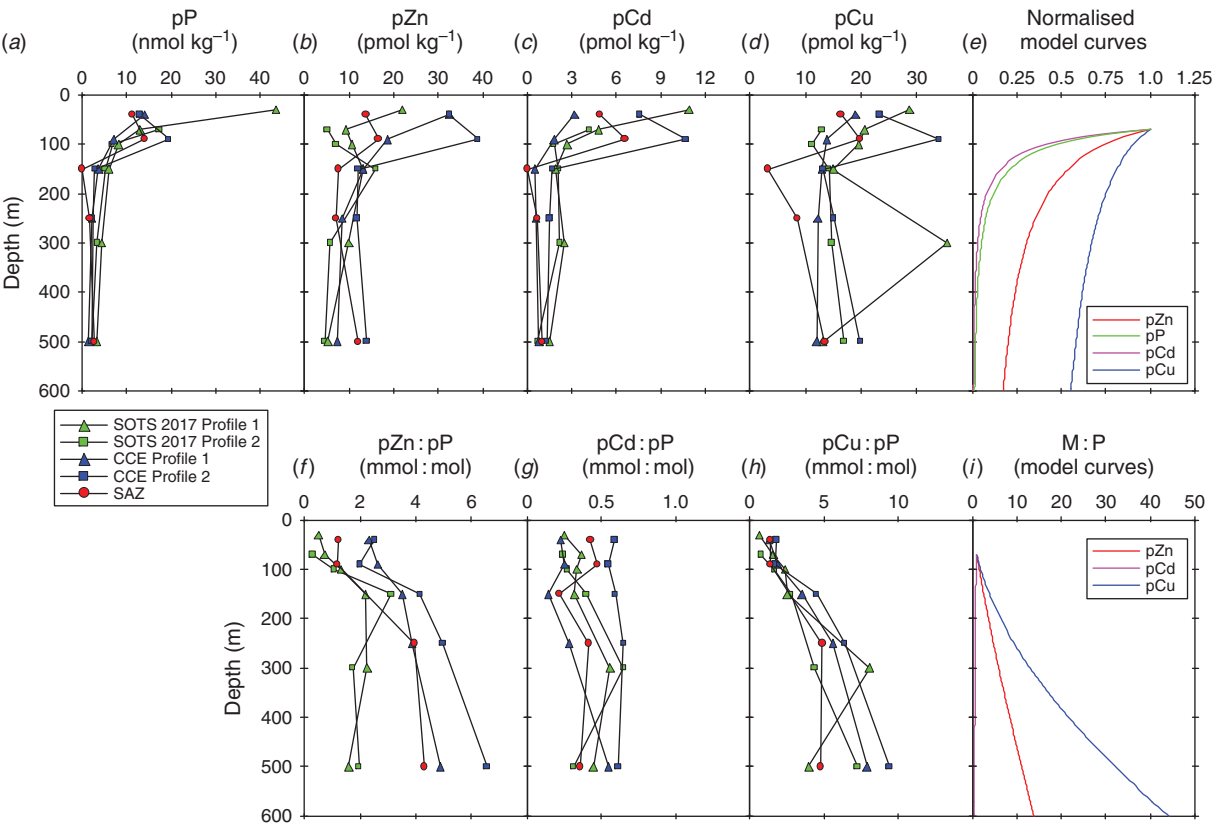 pP pZn pCd pCu Normalised
(a) (nmol kg−1) (b) (pmol kg−1) (c) (pmol kg−1) (d) (pmol kg−1) (e) model curves
0 10 20 30 40 50 0 10 20 30 40 0 3 6 9 12 0 10 20 30 0 0.25 0.5 0.75 1.0 1.25
0
100
200
300
400
500
600
Depth (m)
pZn
pP
pCd
pCu
SOTS 2017 Profile 1
SOTS 2017 Profile 2
CCE Profile 1
CCE Profile 2
SAZ
pZn : pP pCd : pP pCu : pP M : P
(f) (mmol : mol) (g) (mmol : mol) (h) (mmol : mol) (i) (model curves)
0 2 4 6 8 0 0.5 1.0 0 5 10 0 10 20 30 40 50
0
100
200
300
400
500
600
Depth (m)
pZn
pCd
pCu